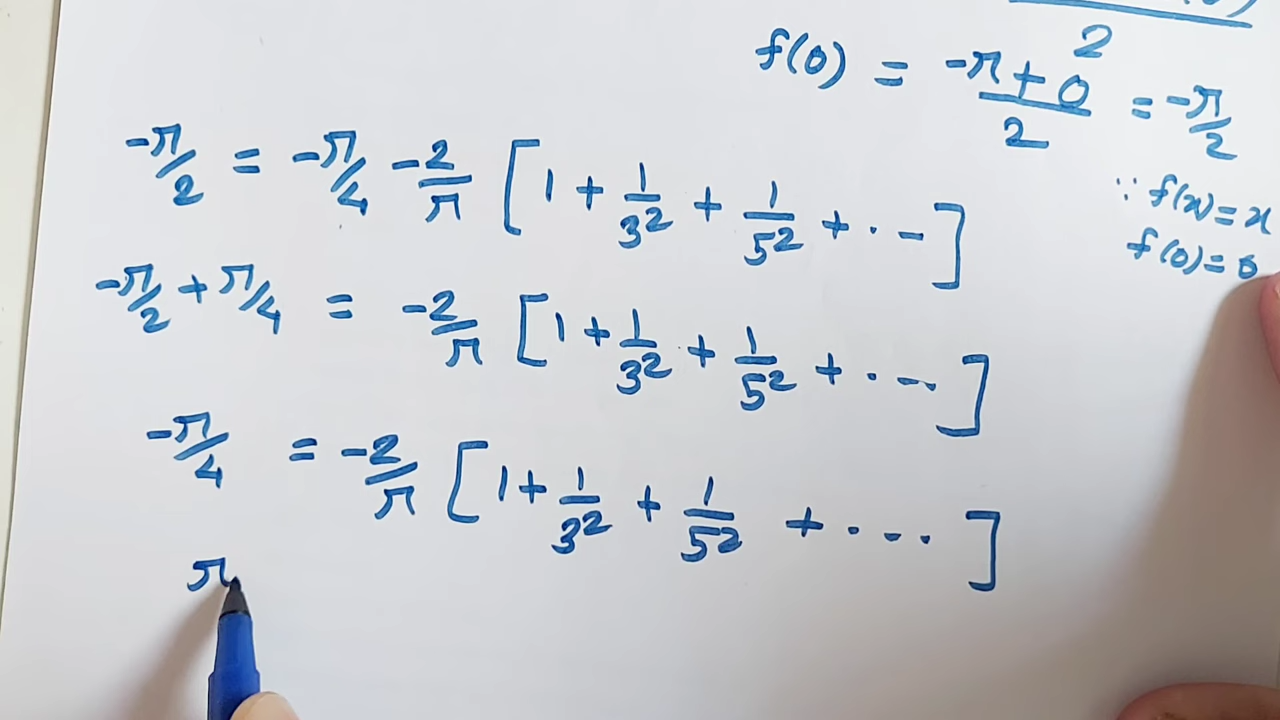 2
f(0) = -π + 0 / 2 = -π/2
∵ f(x) = x
f(0) = 0
-π/2 = -π/4 - 2/π [ 1 + 1/3² + 1/5² + ... ]
-π/2 + π/4 = -2/π [ 1 + 1/3² + 1/5² + ... ]
-π/4 = -2/π [ 1 + 1/3² + 1/5² + .... ]
π